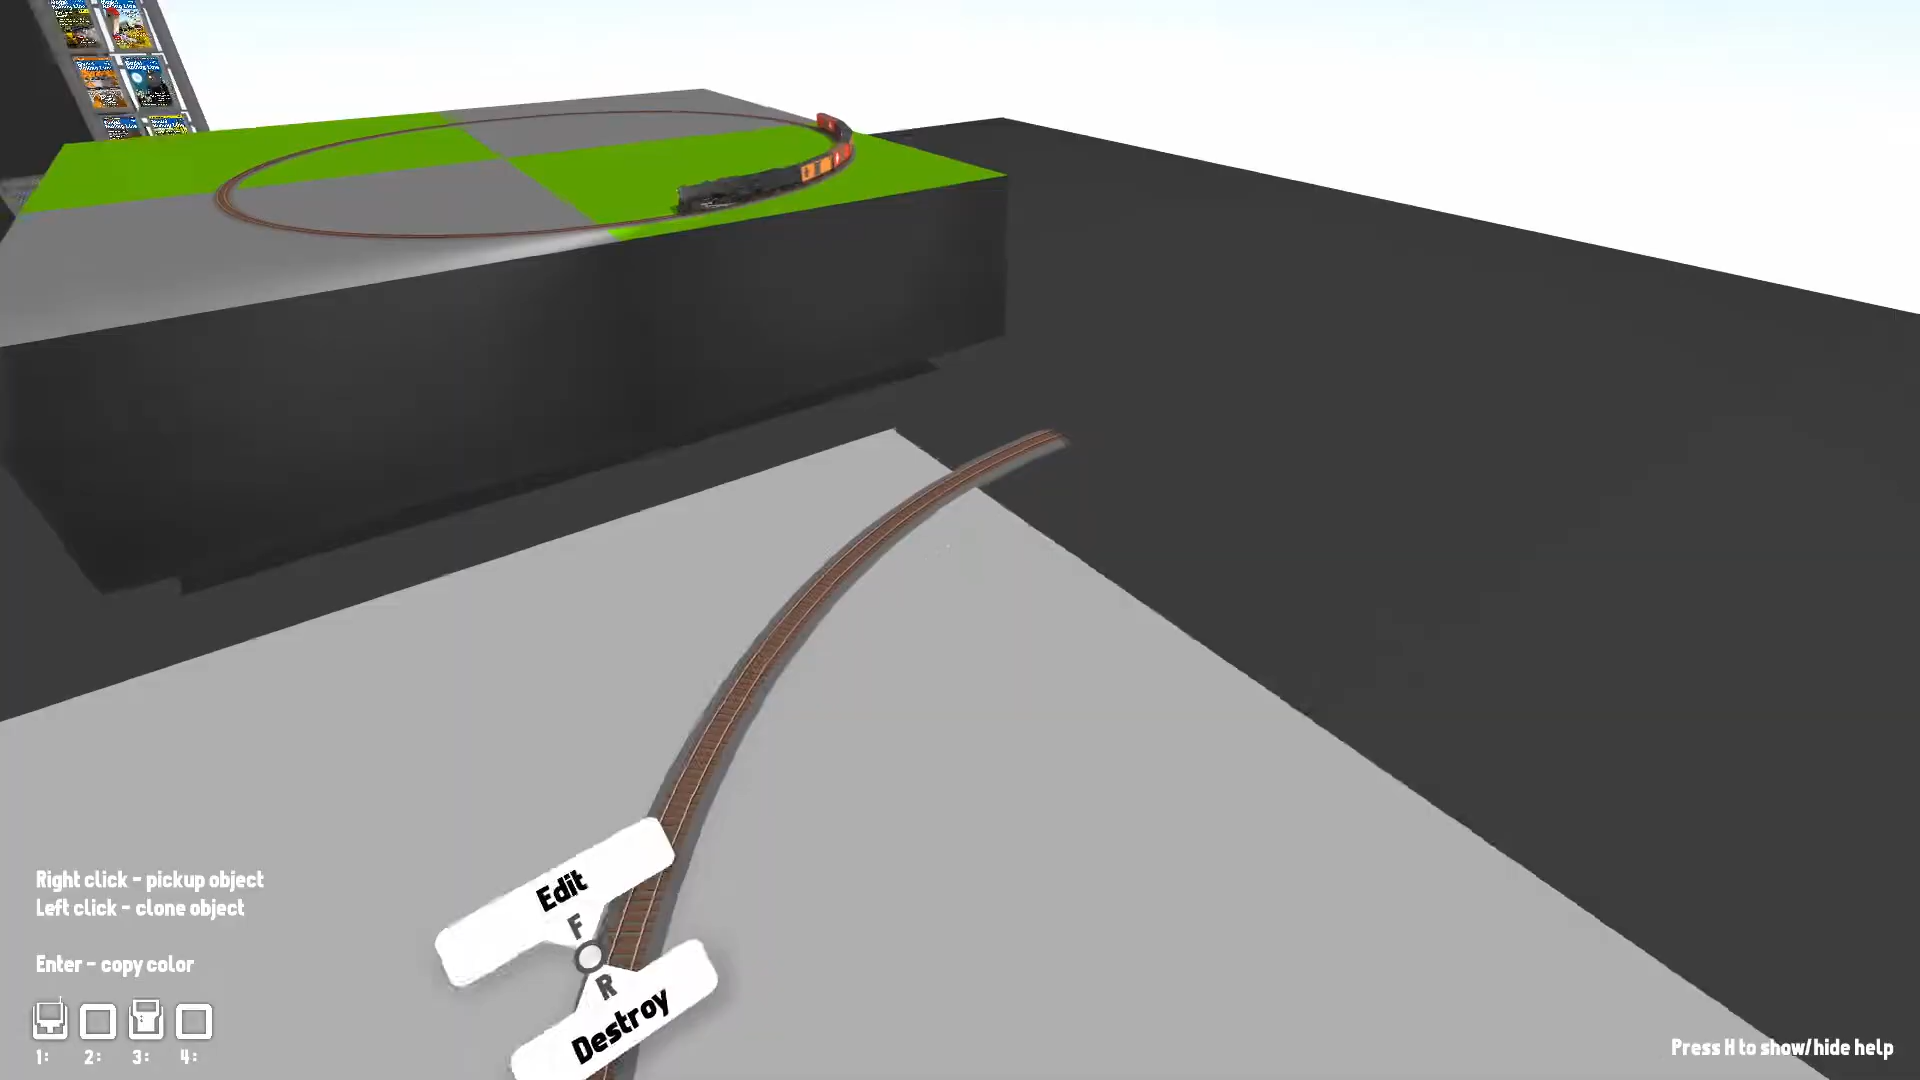 Edit
F
R
Destroy
Right click - pickup object
Left click - clone object
Enter - copy color
1: 2: 3: 4:
Press H to show/hide help